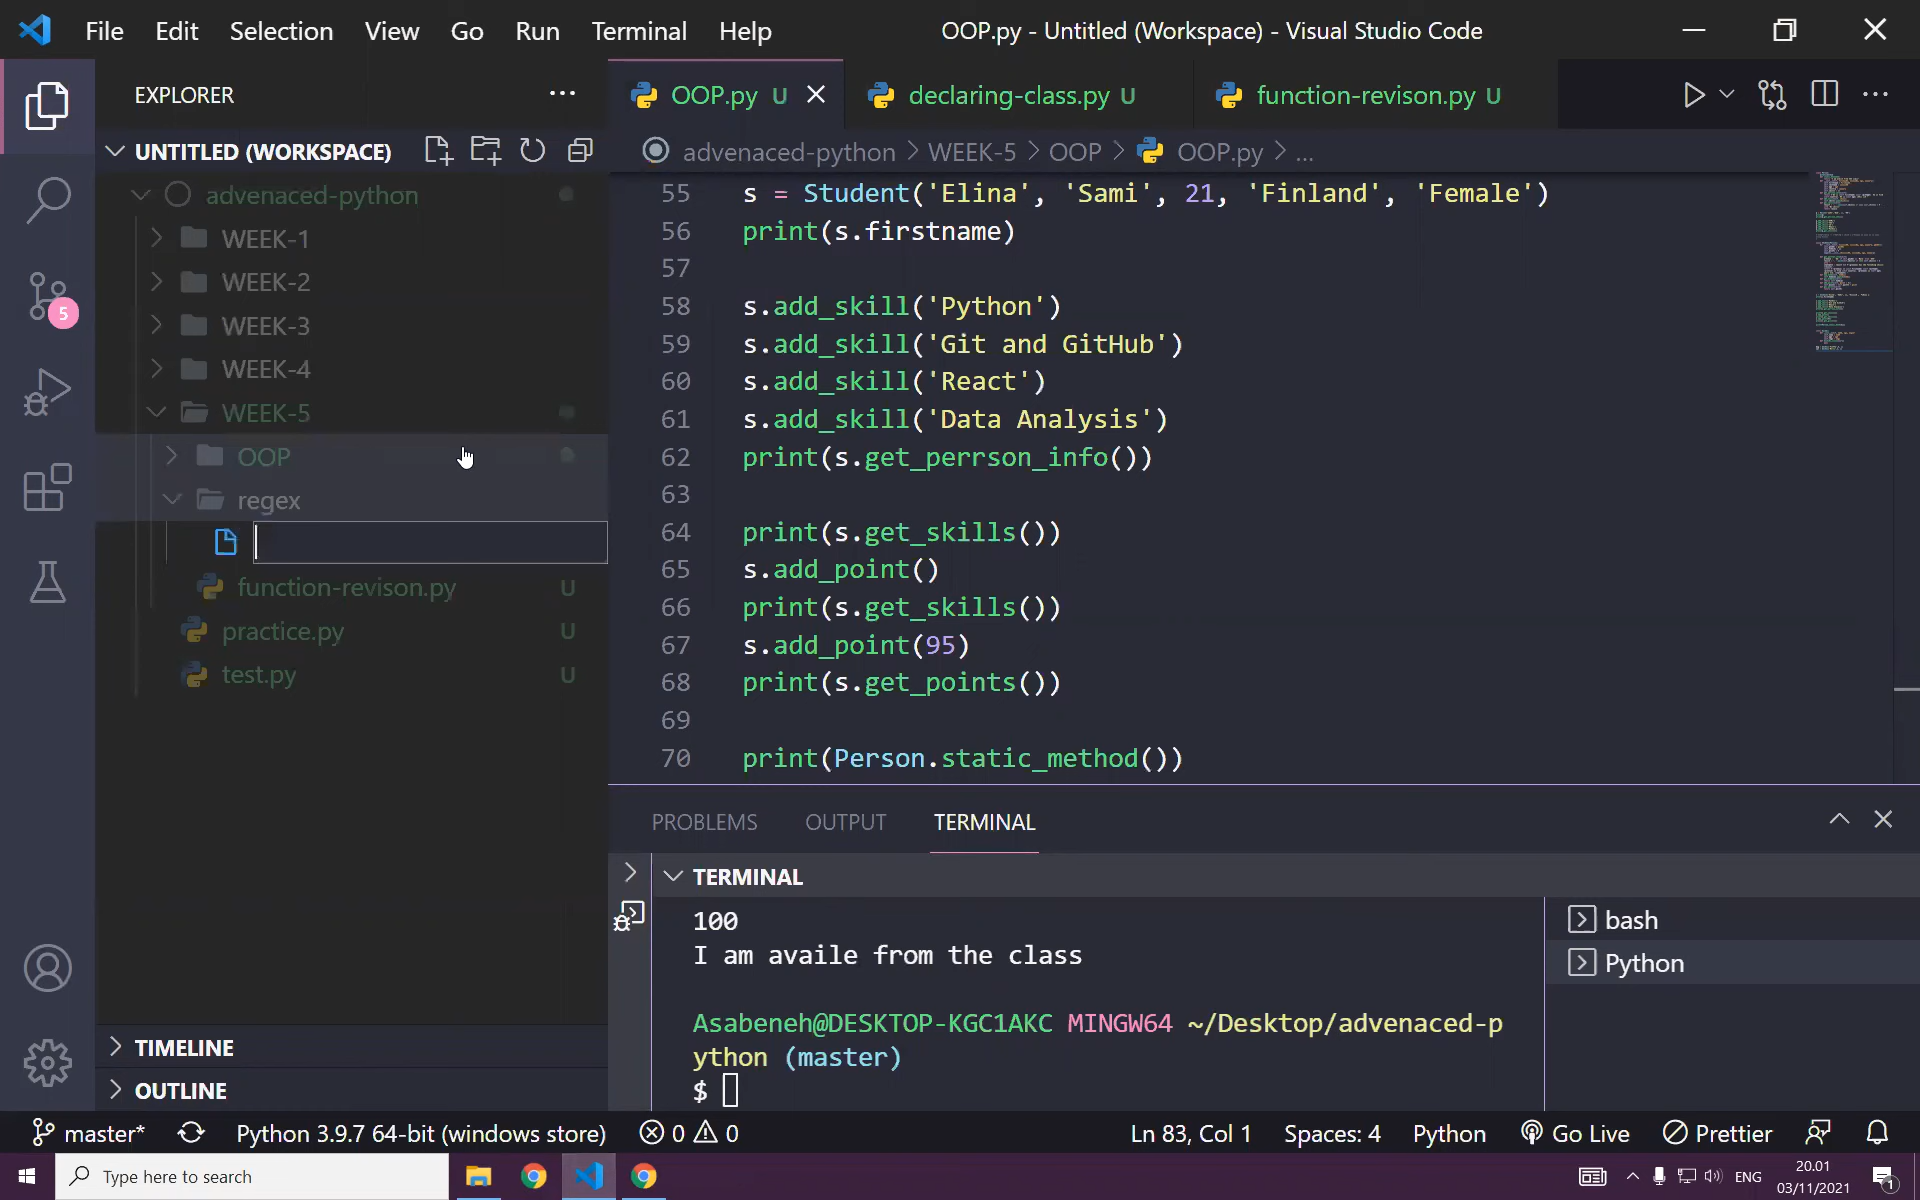 File Edit Selection View Go Run Terminal Help OOP.py - Untitled (Workspace) - Visual Studio Code
EXPLORER
UNTITLED (WORKSPACE)
advenaced-python
WEEK-1
WEEK-2
WEEK-3
WEEK-4
WEEK-5
OOP
regex
function-revison.py U
practice.py U
test.py U
TIMELINE
OUTLINE
5
OOP.py U declaring-class.py U function-revison.py U
advenaced-python > WEEK-5 > OOP > OOP.py > ...
55 s = Student('Elina', 'Sami', 21, 'Finland', 'Female')
56 print(s.firstname)
57
58 s.add_skill('Python')
59 s.add_skill('Git and GitHub')
60 s.add_skill('React')
61 s.add_skill('Data Analysis')
62 print(s.get_perrson_info())
63
64 print(s.get_skills())
65 s.add_point()
66 print(s.get_skills())
67 s.add_point(95)
68 print(s.get_points())
69
70 print(Person.static_method())
PROBLEMS OUTPUT TERMINAL
TERMINAL
100
I am availe from the class
Asabeneh@DESKTOP-KGC1AKC MINGW64 ~/Desktop/advenaced-p
ython (master)
$
bash
Python
master* Python 3.9.7 64-bit (windows store) 0 0 Ln 83, Col 1 Spaces: 4 Python Go Live Prettier
Type here to search
ENG
20.01
03/11/2021
1